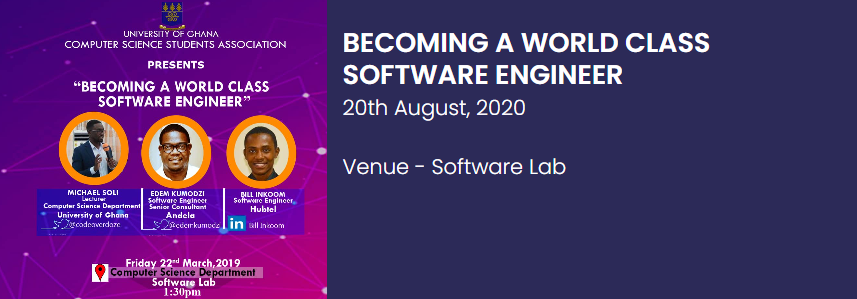 UNIVERSITY OF GHANA
COMPUTER SCIENCE STUDENTS ASSOCIATION
PRESENTS
“BECOMING A WORLD CLASS
SOFTWARE ENGINEER”
MICHAEL SOLI
Lecturer
Computer Science Department
University of Ghana
@codeoverdoze
EDEM KUMODZI
Software Engineer
Senior Consultant
Andela
@edemkumodzi
BILL INKOOM
Software Engineer
Hubtel
in Bill Inkoom
Friday 22nd March,2019
Computer Science Department
Software Lab
1:30pm
BECOMING A WORLD CLASS
SOFTWARE ENGINEER
20th August, 2020
Venue - Software Lab